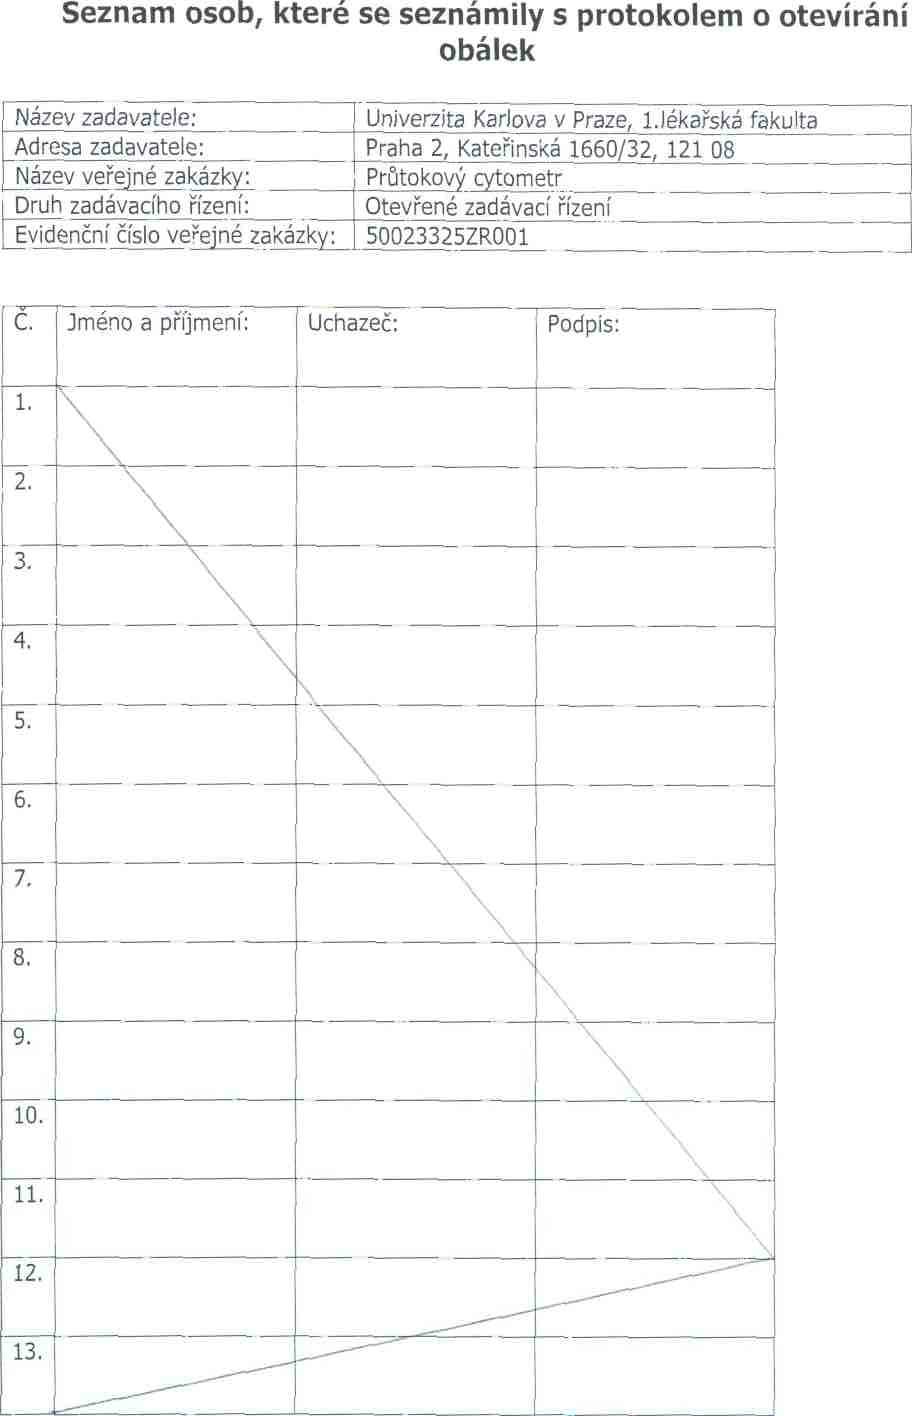 Seznam osob, které se seznámily s protokolem o otevírání
obálek
Název zadavatele: Univerzita Karlova v Praze, 1.lékařská fakulta
Adresa zadavatele: Praha 2, Kateřinská 1660/32, 121 08
Název veřejné zakázky: Průtokový cytometr
Druh zadávacího řízení: Otevřené zadávací řízení
Evidenční číslo veřejné zakázky: 50023325ZR001
Č. Jméno a příjmení: Uchazeč: Podpis:
1.
2.
3.
4.
5.
6.
7.
8.
9.
10.
11.
12.
13.